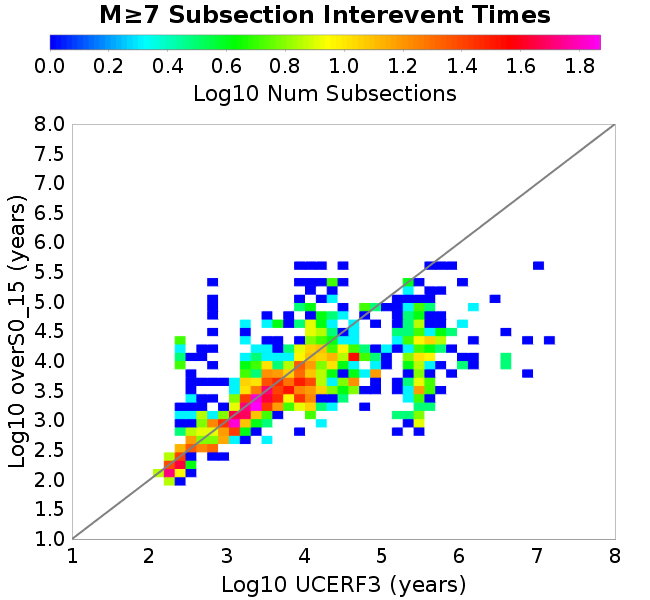 M≥7 Subsection Interevent Times
0.0 0.2 0.4 0.6 0.8 1.0 1.2 1.4 1.6 1.8
Log10 Num Subsections
8.0
7.5
7.0
6.5
6.0
5.5
5.0
4.5
4.0
3.5
3.0
2.5
2.0
1.5
1.0
Log10 overS0_15 (years)
1 2 3 4 5 6 7 8
Log10 UCERF3 (years)